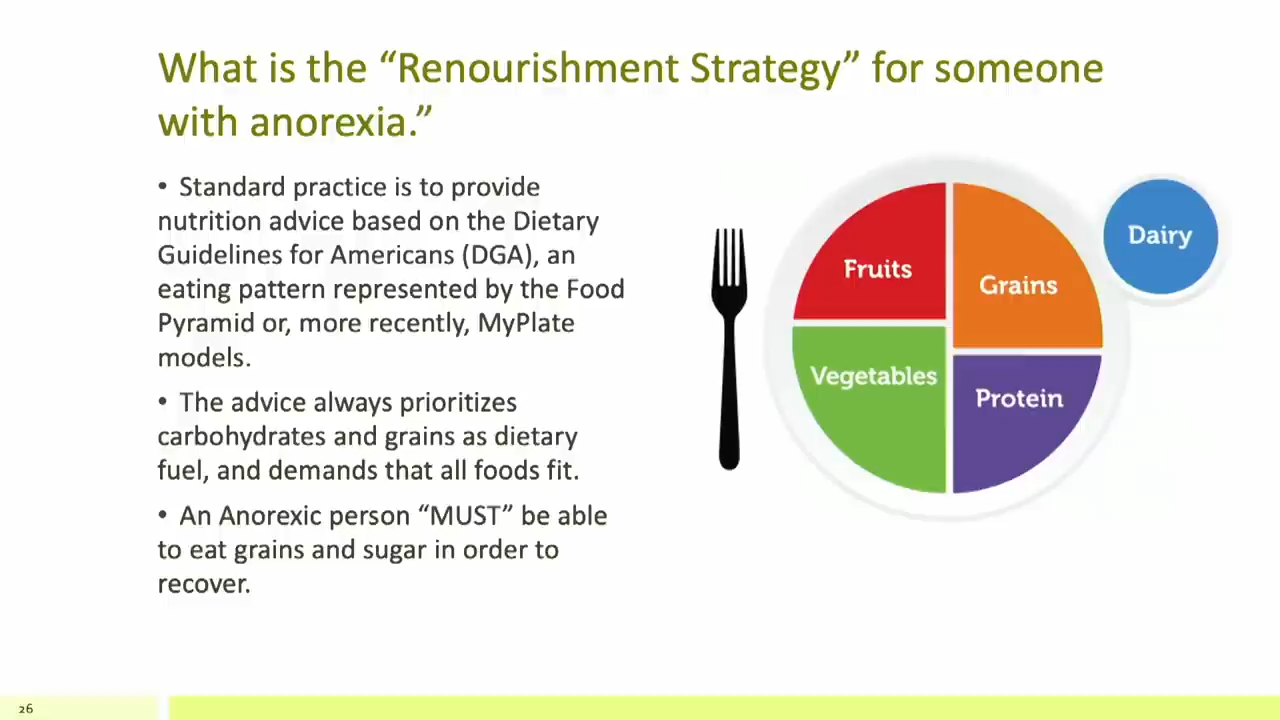 What is the “Renourishment Strategy” for someone
with anorexia.”
• Standard practice is to provide
nutrition advice based on the Dietary
Guidelines for Americans (DGA), an
eating pattern represented by the Food
Pyramid or, more recently, MyPlate
models.
• The advice always prioritizes
carbohydrates and grains as dietary
fuel, and demands that all foods fit.
• An Anorexic person “MUST” be able
to eat grains and sugar in order to
recover.
Fruits
Grains
Dairy
Vegetables
Protein
26